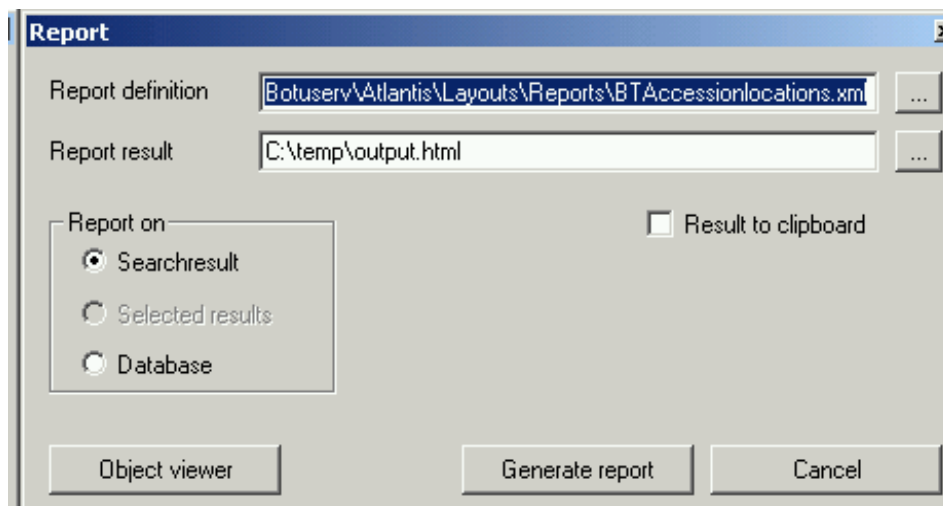 Report
Report definition
Botuserv\Atlantis\Layouts\Reports\BTAccessionlocations.xml
...
Report result
C:\temp\output.html
...
Report on
Result to clipboard
Searchresult
Selected results
Database
Object viewer
Generate report
Cancel